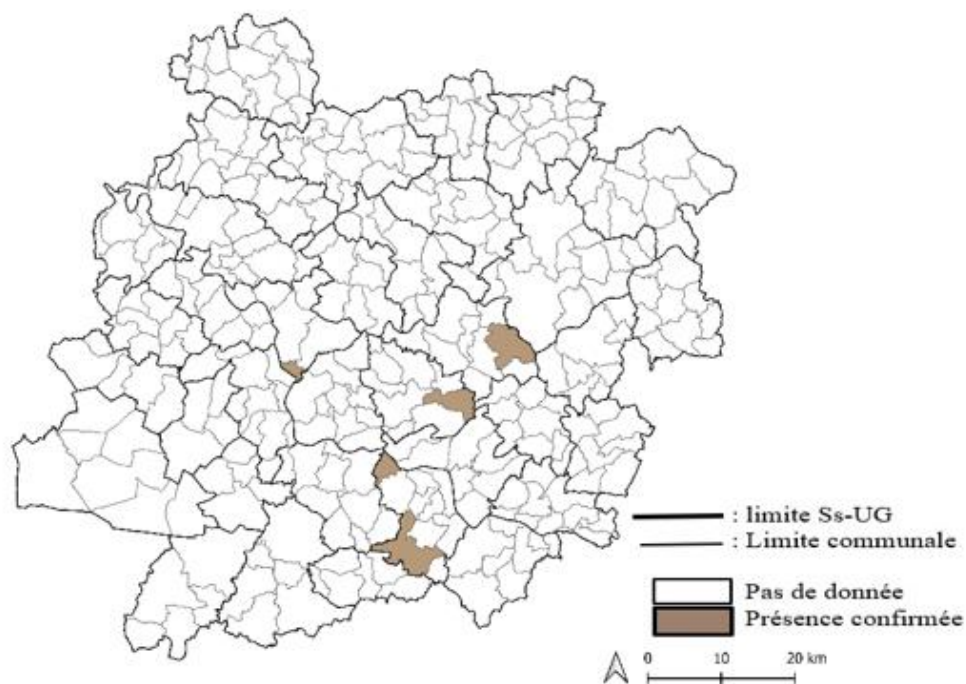 : limite Ss-UG
: Limite communale
Pas de donnée
Présence confirmée
0 10 20 km